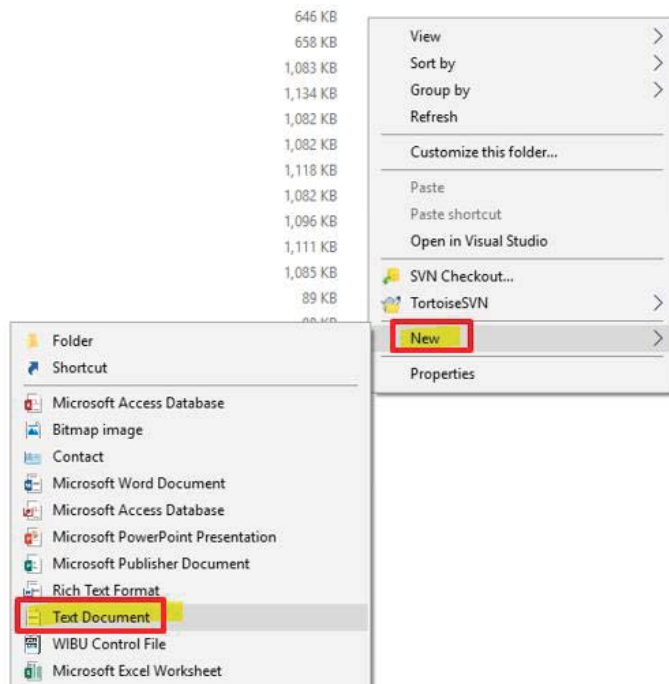 646 KB
658 KB
1,083 KB
1,134 KB
1,082 KB
1,082 KB
1,118 KB
1,082 KB
1,096 KB
1,111 KB
1,085 KB
89 KB
View
Sort by
Group by
Refresh
Customize this folder...
Paste
Paste shortcut
Open in Visual Studio
SVN Checkout...
TortoiseSVN
New
Properties
Folder
Shortcut
Microsoft Access Database
Bitmap image
Contact
Microsoft Word Document
Microsoft Access Database
Microsoft PowerPoint Presentation
Microsoft Publisher Document
Rich Text Format
Text Document
WIBU Control File
Microsoft Excel Worksheet